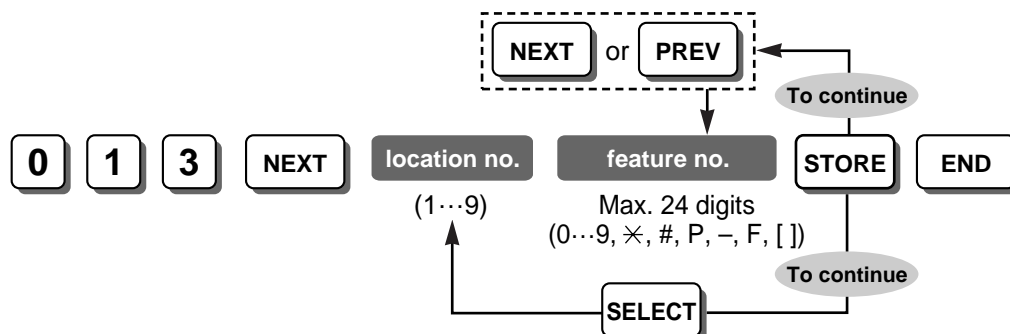 NEXT or PREV
To continue
0 1 3 NEXT location no. feature no. STORE END
(1···9) Max. 24 digits
(0···9, ✳, #, P, –, F, [ ])
To continue
SELECT